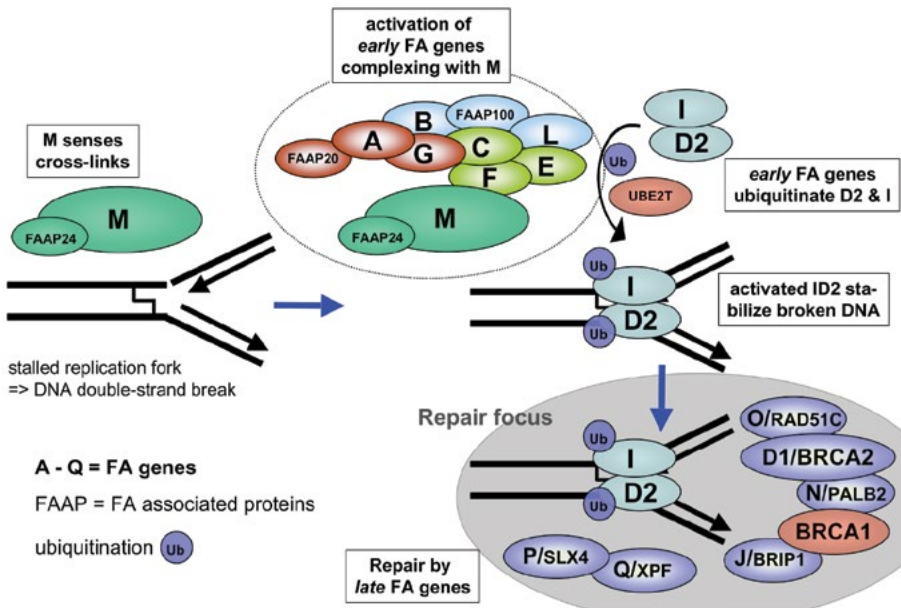 activation of
early FA genes
complexing with M
M senses
cross-links
FAAP20
A
B
G
FAAP100
C
L
E
F
M
FAAP24
M
FAAP24
I
D2
Ub
UBE2T
early FA genes
ubiquitinate D2 & I
Ub
I
D2
Ub
activated ID2 sta-
bilize broken DNA
stalled replication fork
=> DNA double-strand break
Repair focus
Ub
I
D2
Ub
O/RAD51C
D1/BRCA2
N/PALB2
BRCA1
J/BRIP1
P/SLX4
Q/XPF
Repair by
late FA genes
A - Q = FA genes
FAAP = FA associated proteins
ubiquitination Ub